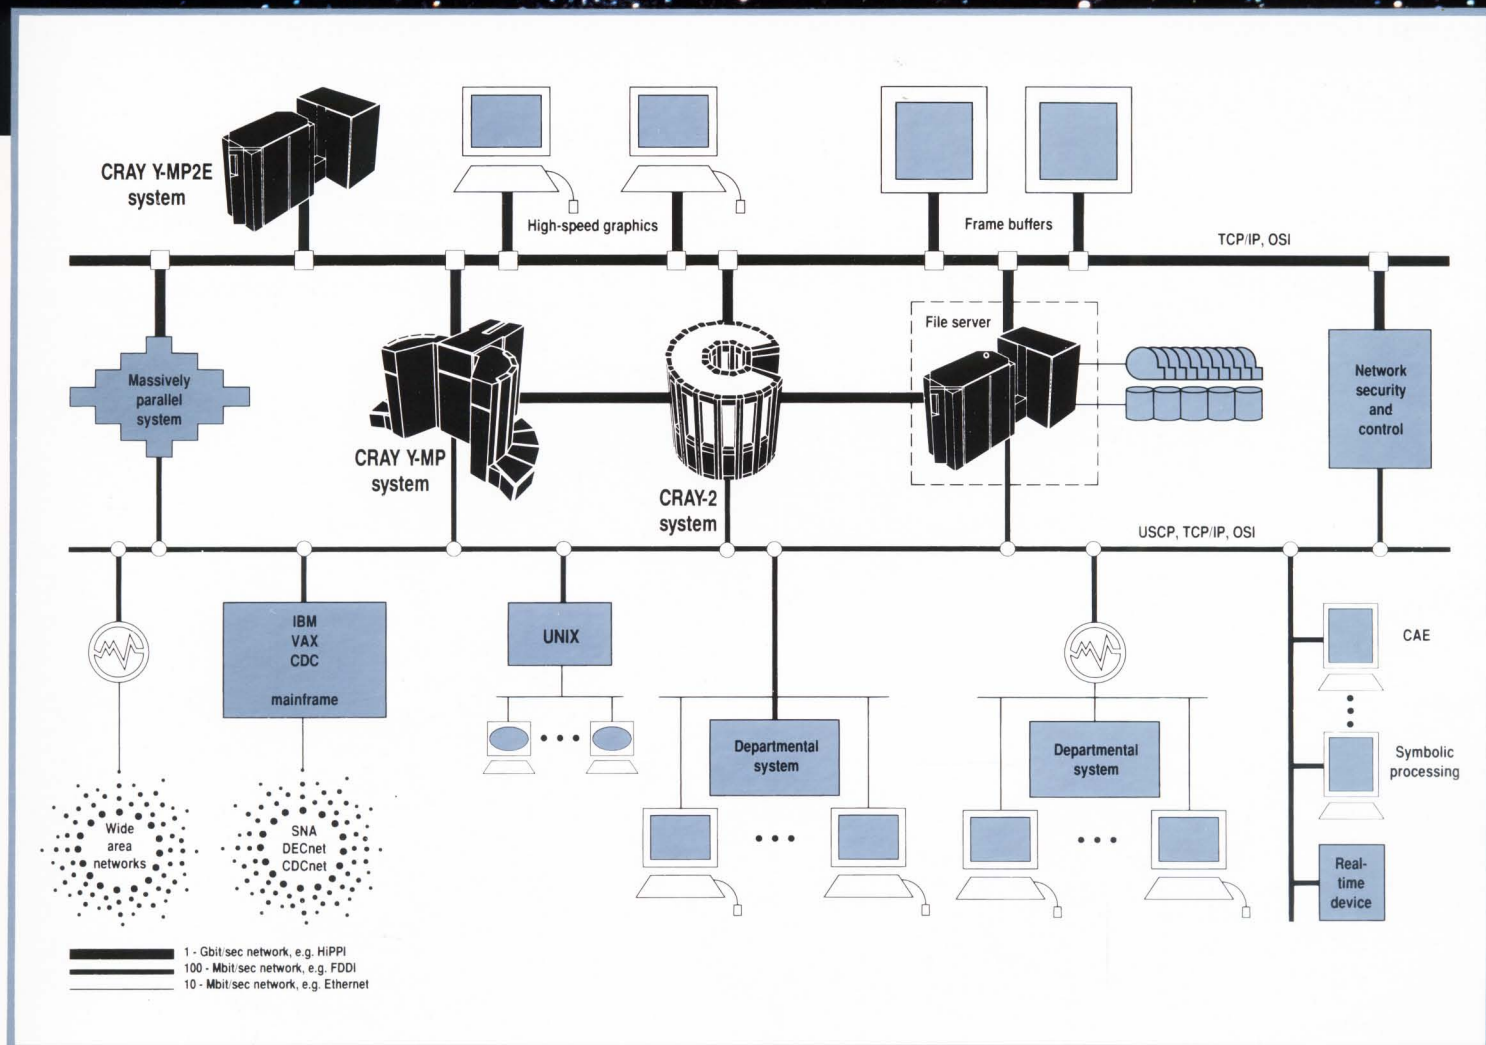 CRAY Y-MP2E
system
High-speed graphics
Frame buffers
TCP/IP, OSI
Massively
parallel
system
CRAY Y-MP
system
CRAY-2
system
File server
Network
security
and
control
USCP, TCP/IP, OSI
IBM
VAX
CDC
mainframe
UNIX
Departmental
system
Departmental
system
CAE
Symbolic
processing
Real-
time
device
Wide
area
networks
SNA
DECnet
CDCnet
1 - Gbit/sec network, e.g. HiPPI
100 - Mbit/sec network, e.g. FDDI
10 - Mbit/sec network, e.g. Ethernet